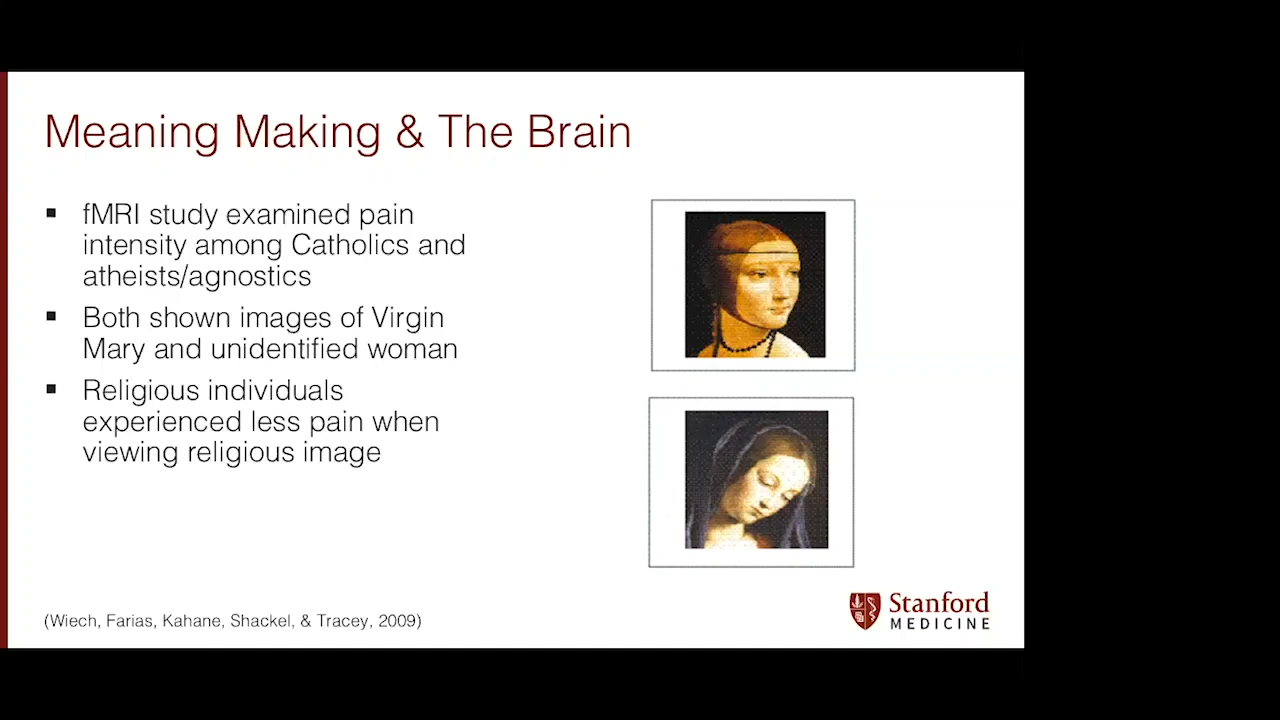 Meaning Making & The Brain
▪ fMRI study examined pain
intensity among Catholics and
atheists/agnostics
▪ Both shown images of Virgin
Mary and unidentified woman
▪ Religious individuals
experienced less pain when
viewing religious image
(Wiech, Farias, Kahane, Shackel, & Tracey, 2009)
Stanford
MEDICINE